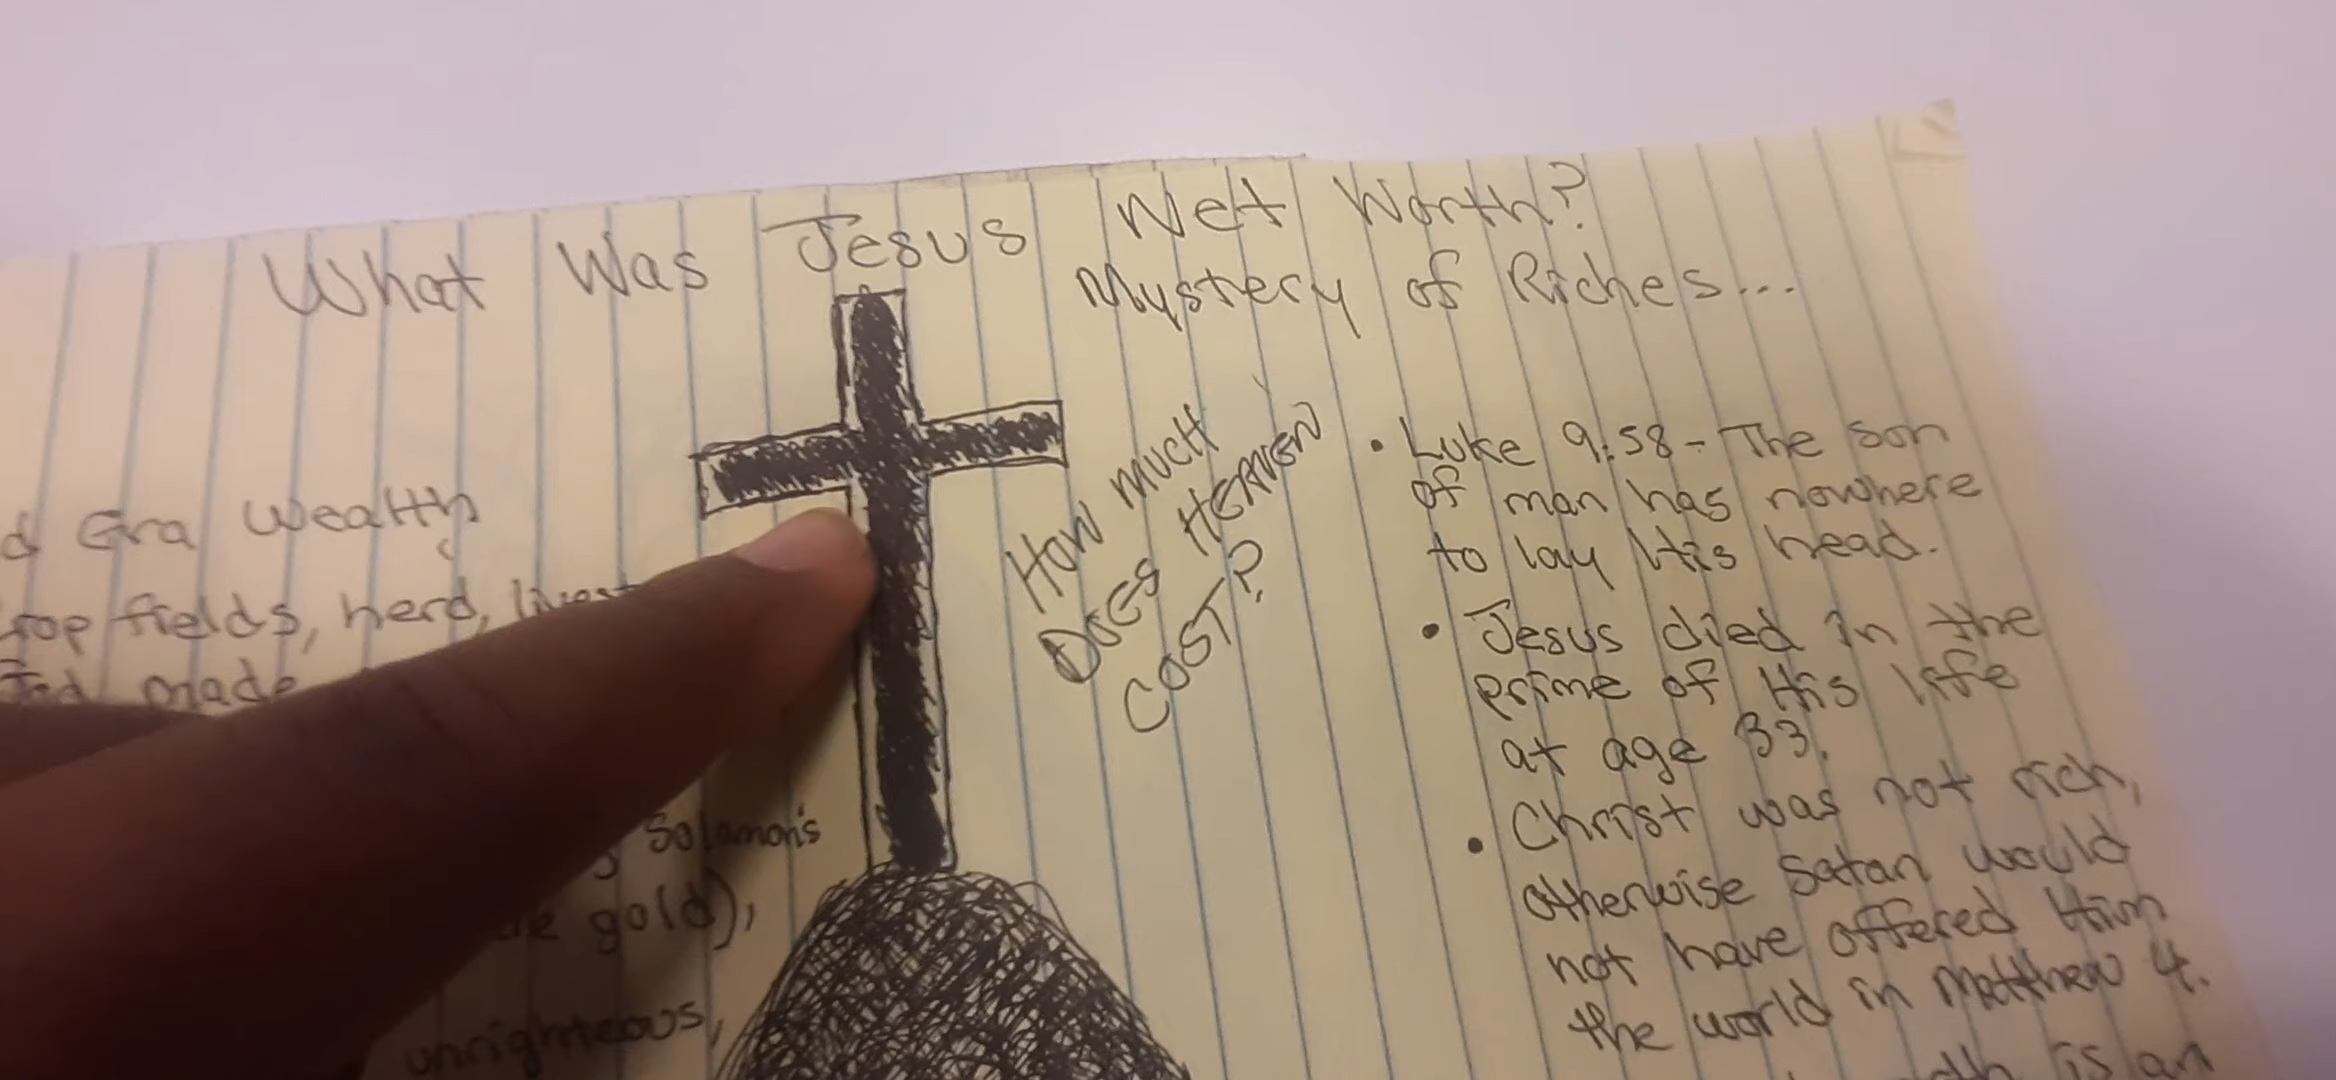 What Was Jesus Net Worth?
Mystery of Riches...
Era Wealth
fields, herd,
made
Solamon's
gold),
unrighteous,
HOW MUCH
DOES HEAVEN
COST?
• Luke 9:58 - The son
of man has nowhere
to lay His head.
• Jesus died in the
prime of His life
at age 33.
• Christ was not rich,
otherwise Satan would
not have offered Him
the world in Matthew 4.
is an